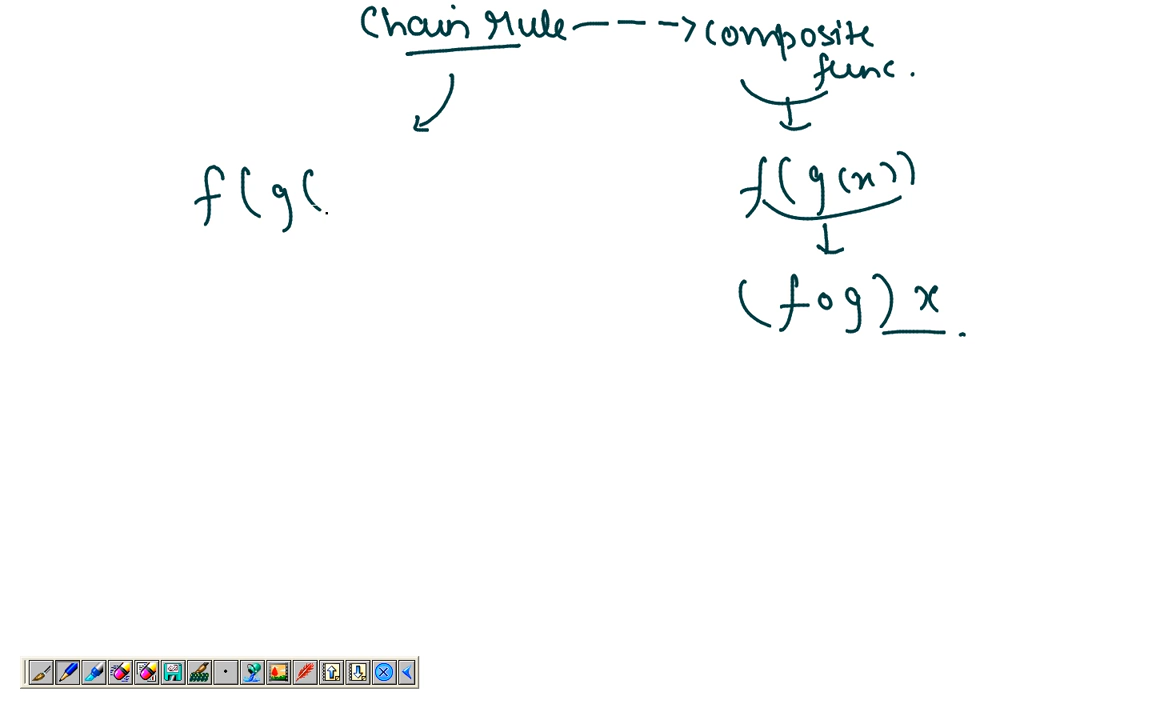 Chain rule ---> composite
func.
f(g(
f(g(x))
(fog)x.